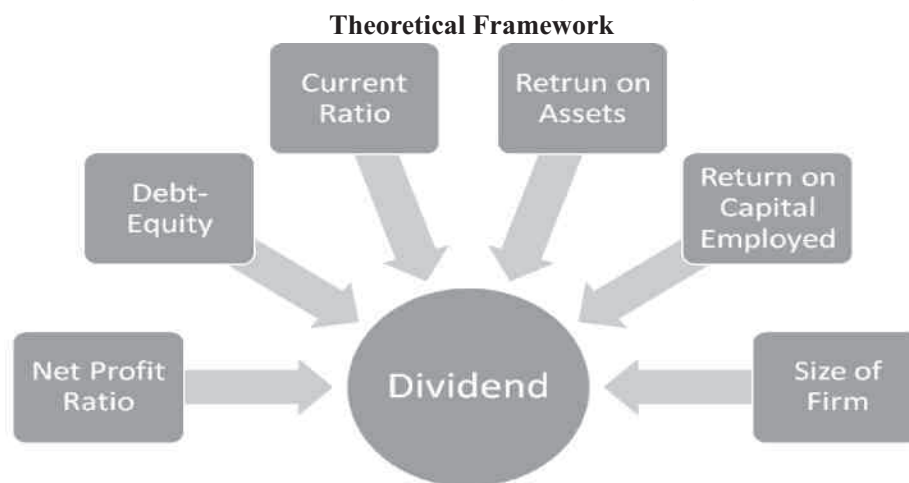 Theoretical Framework
Current
Ratio
Retrun on
Assets
Debt-
Equity
Return on
Capital
Employed
Net Profit
Ratio
Dividend
Size of
Firm